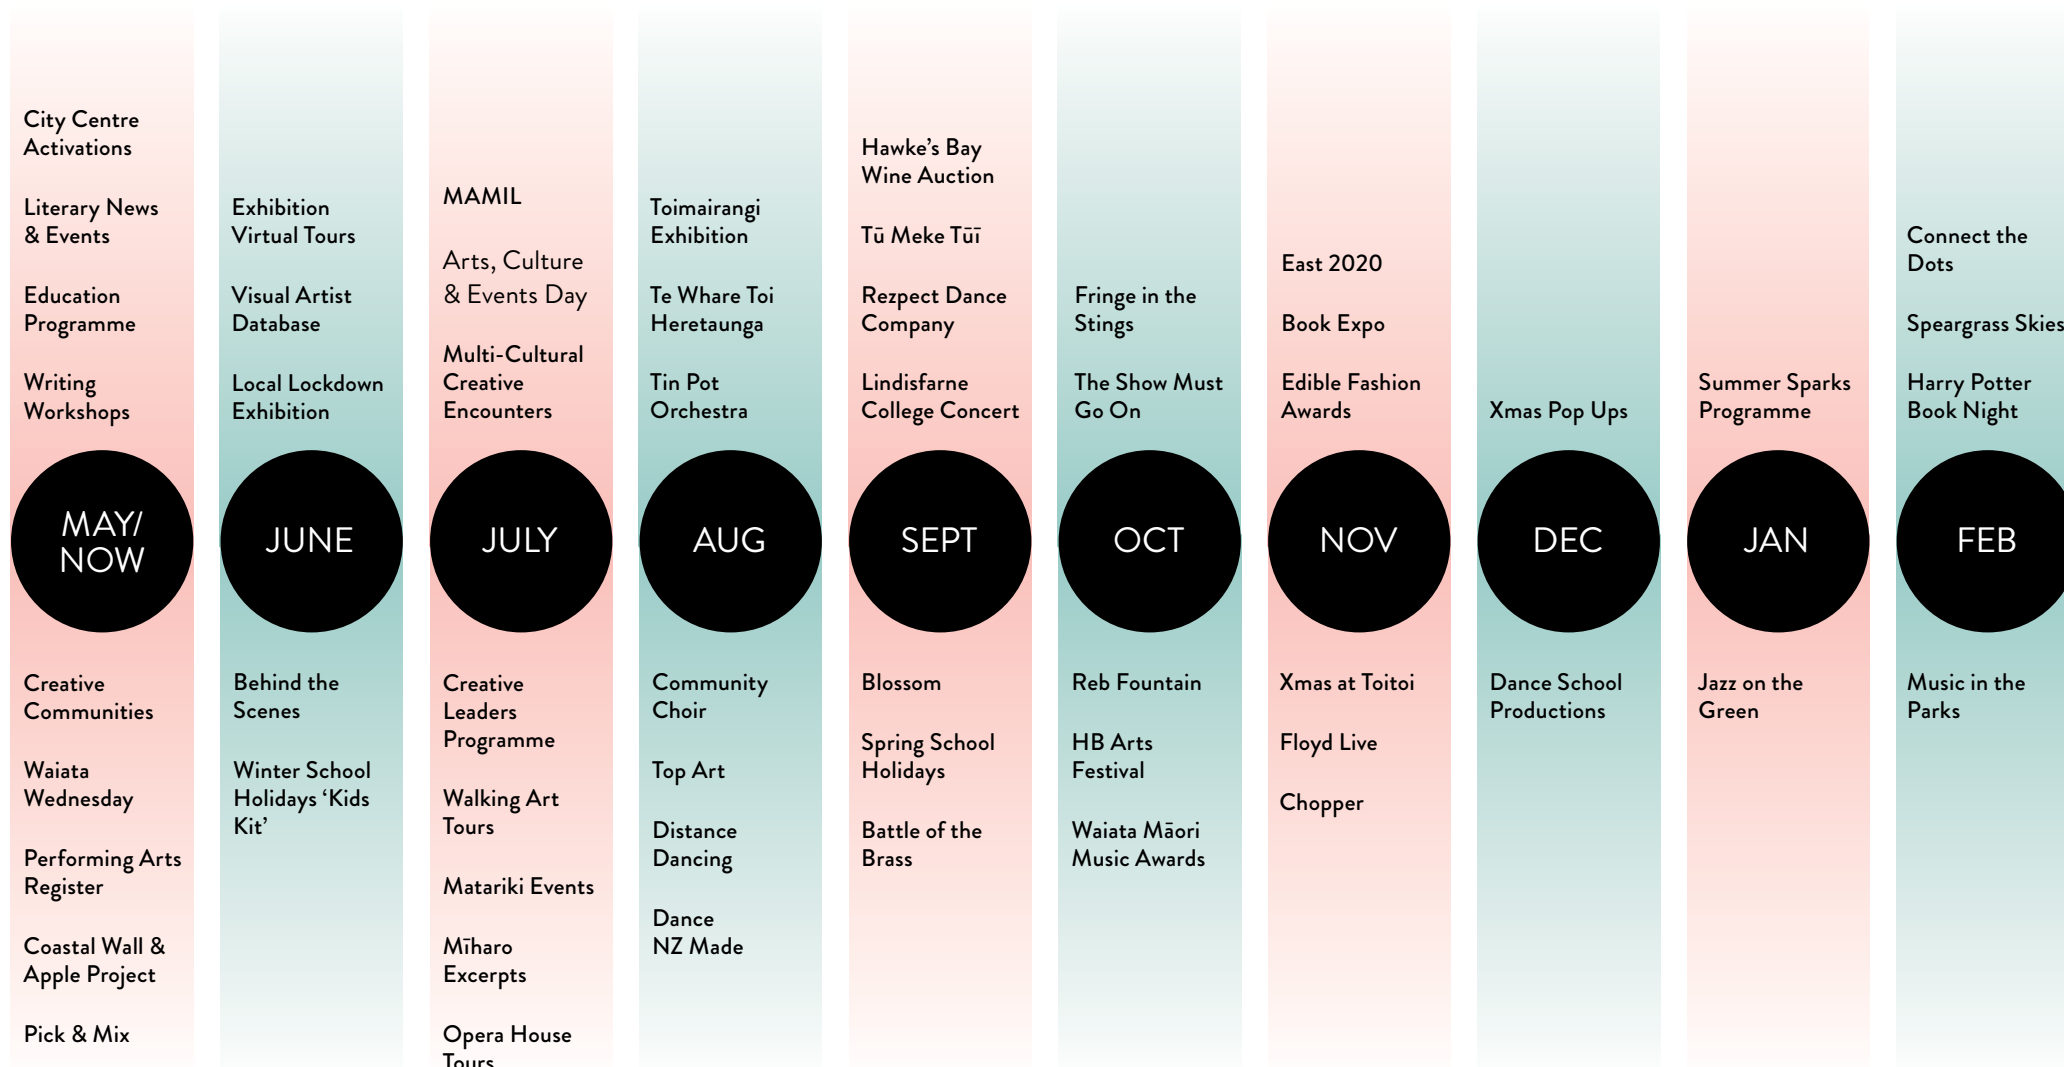 City Centre
Activations
Literary News
& Events
Education
Programme
Writing
Workshops
MAY/
NOW
Creative
Communities
Waiata
Wednesday
Performing Arts
Register
Coastal Wall &
Apple Project
Pick & Mix
Exhibition
Virtual Tours
Visual Artist
Database
Local Lockdown
Exhibition
JUNE
Behind the
Scenes
Winter School
Holidays ‘Kids
Kit’
MAMIL
Arts, Culture
& Events Day
Multi-Cultural
Creative
Encounters
JULY
Creative
Leaders
Programme
Walking Art
Tours
Matariki Events
Mīharo
Excerpts
Opera House
Tours
Toimairangi
Exhibition
Te Whare Toi
Heretaunga
Tin Pot
Orchestra
AUG
Community
Choir
Top Art
Distance
Dancing
Dance
NZ Made
Hawke’s Bay
Wine Auction
Tū Meke Tūī
Rezpect Dance
Company
Lindisfarne
College Concert
SEPT
Blossom
Spring School
Holidays
Battle of the
Brass
Fringe in the
Stings
The Show Must
Go On
OCT
Reb Fountain
HB Arts
Festival
Waiata Māori
Music Awards
East 2020
Book Expo
Edible Fashion
Awards
NOV
Xmas at Toitoi
Floyd Live
Chopper
Xmas Pop Ups
DEC
Dance School
Productions
Summer Sparks
Programme
JAN
Jazz on the
Green
Connect the
Dots
Speargrass Skies
Harry Potter
Book Night
FEB
Music in the
Parks